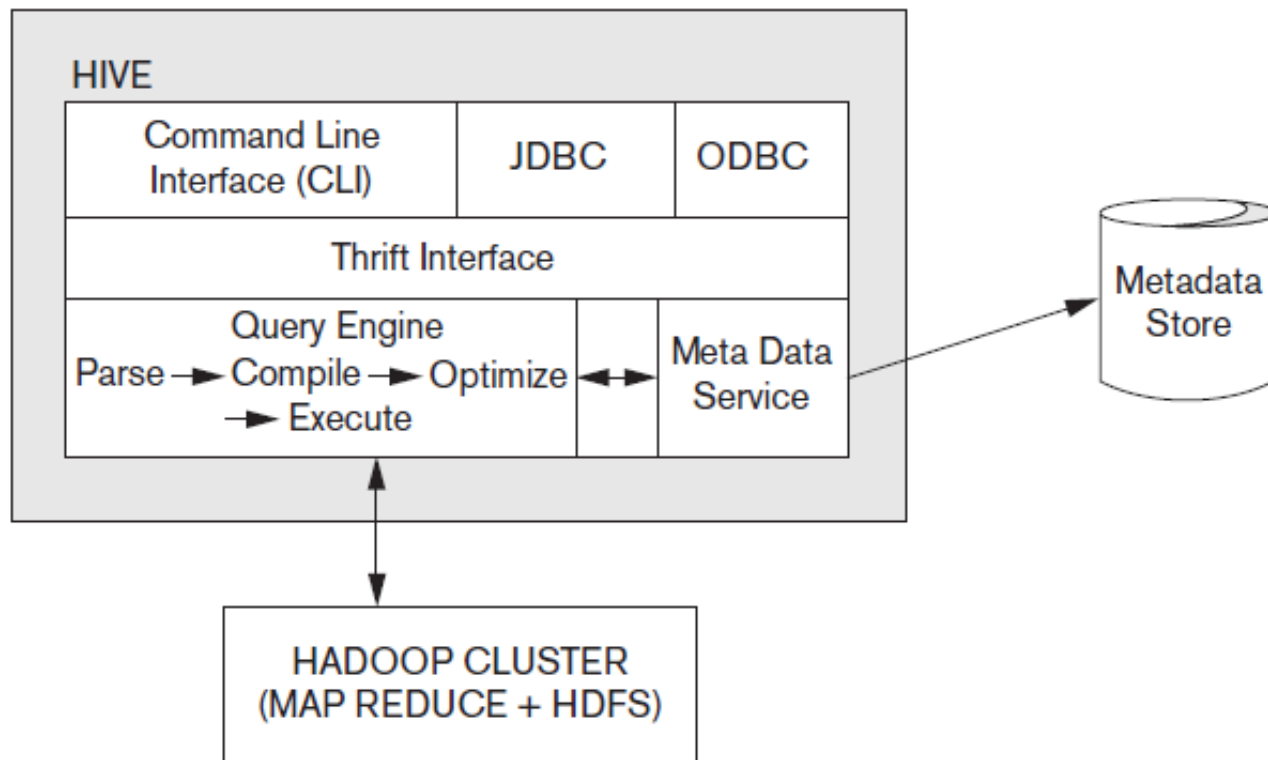 HIVE
Command Line
Interface (CLI)
JDBC
ODBC
Thrift Interface
Query Engine
Parse Compile Optimize
Execute
Meta Data
Service
Metadata
Store
HADOOP CLUSTER
(MAP REDUCE + HDFS)